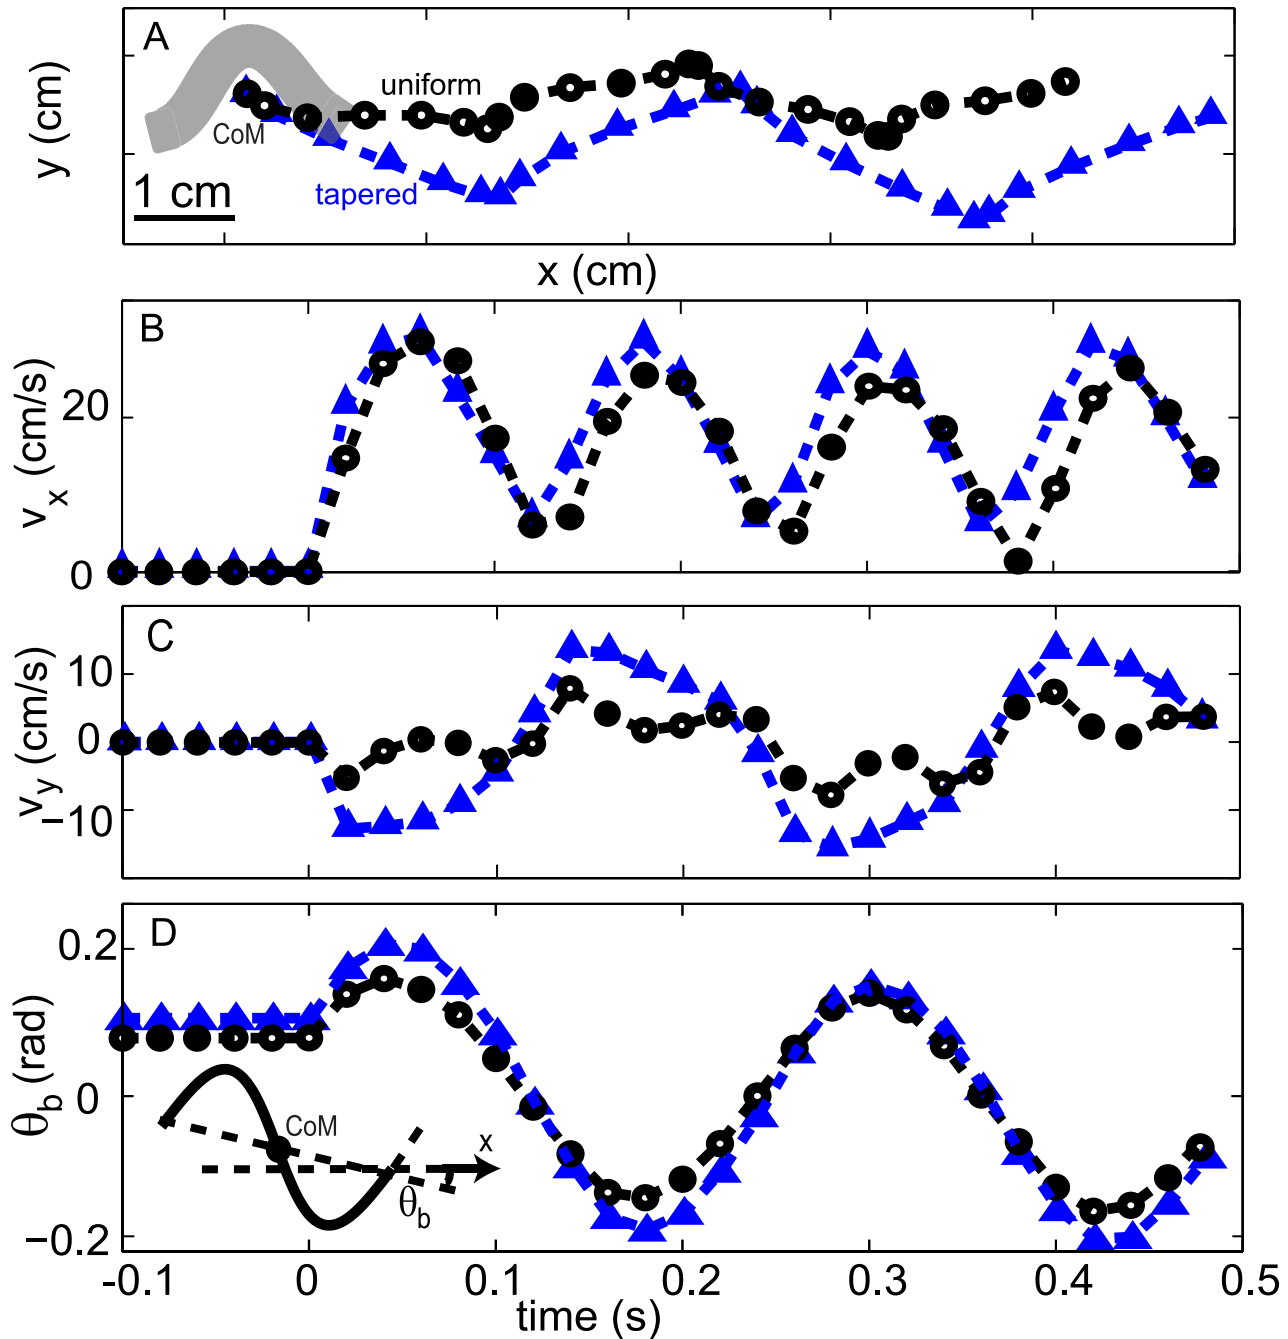 A
uniform
CoM
tapered
1 cm
y (cm)
x (cm)
B
20
0
v_x (cm/s)
C
10
0
−10
v_y (cm/s)
D
0.2
0
−0.2
θ_b (rad)
CoM
x
θ_b
-0.1 0 0.1 0.2 0.3 0.4 0.5
time (s)